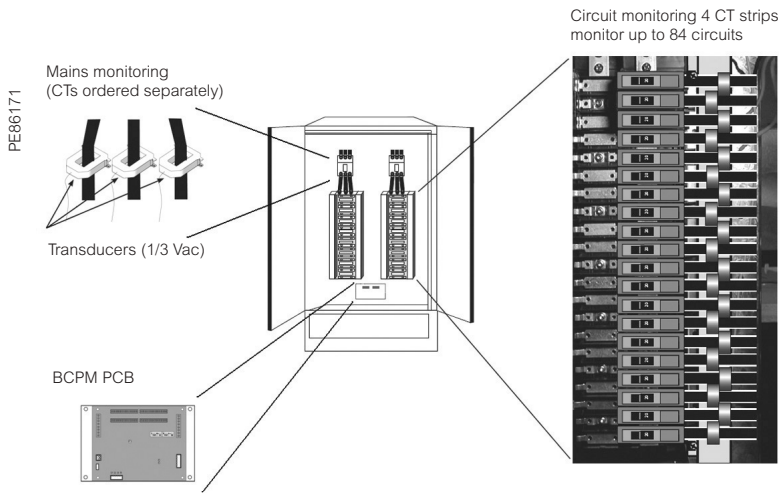 Circuit monitoring 4 CT strips
monitor up to 84 circuits
Mains monitoring
(CTs ordered separately)
PE86171
Transducers (1/3 Vac)
BCPM PCB